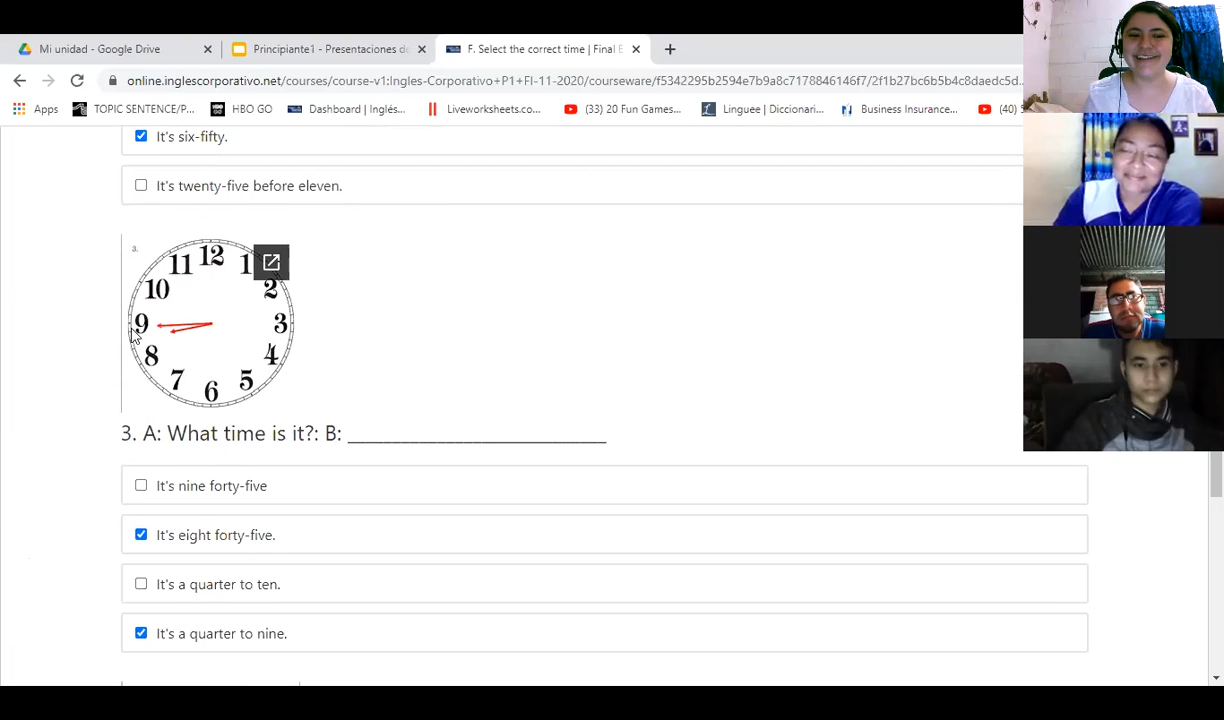 Mi unidad - Google Drive
Principiante1 - Presentaciones de
F. Select the correct time | Final E
online.inglescorporativo.net/courses/course-v1:Ingles-Corporativo+P1+FI-11-2020/courseware/f5342295b2594e7b9a8c7178846146f7/2f1b27bc6b5b4c8daedc5d...
Apps
TOPIC SENTENCE/P...
HBO GO
Dashboard | Inglés...
Liveworksheets.co...
(33) 20 Fun Games...
Linguee | Diccionari...
Business Insurance...
(40)
It's six-fifty.
It's twenty-five before eleven.
3.
12
11
1
10
2
9
3
8
4
7
5
6
3. A: What time is it?: B: ____________________________
It's nine forty-five
It's eight forty-five.
It's a quarter to ten.
It's a quarter to nine.